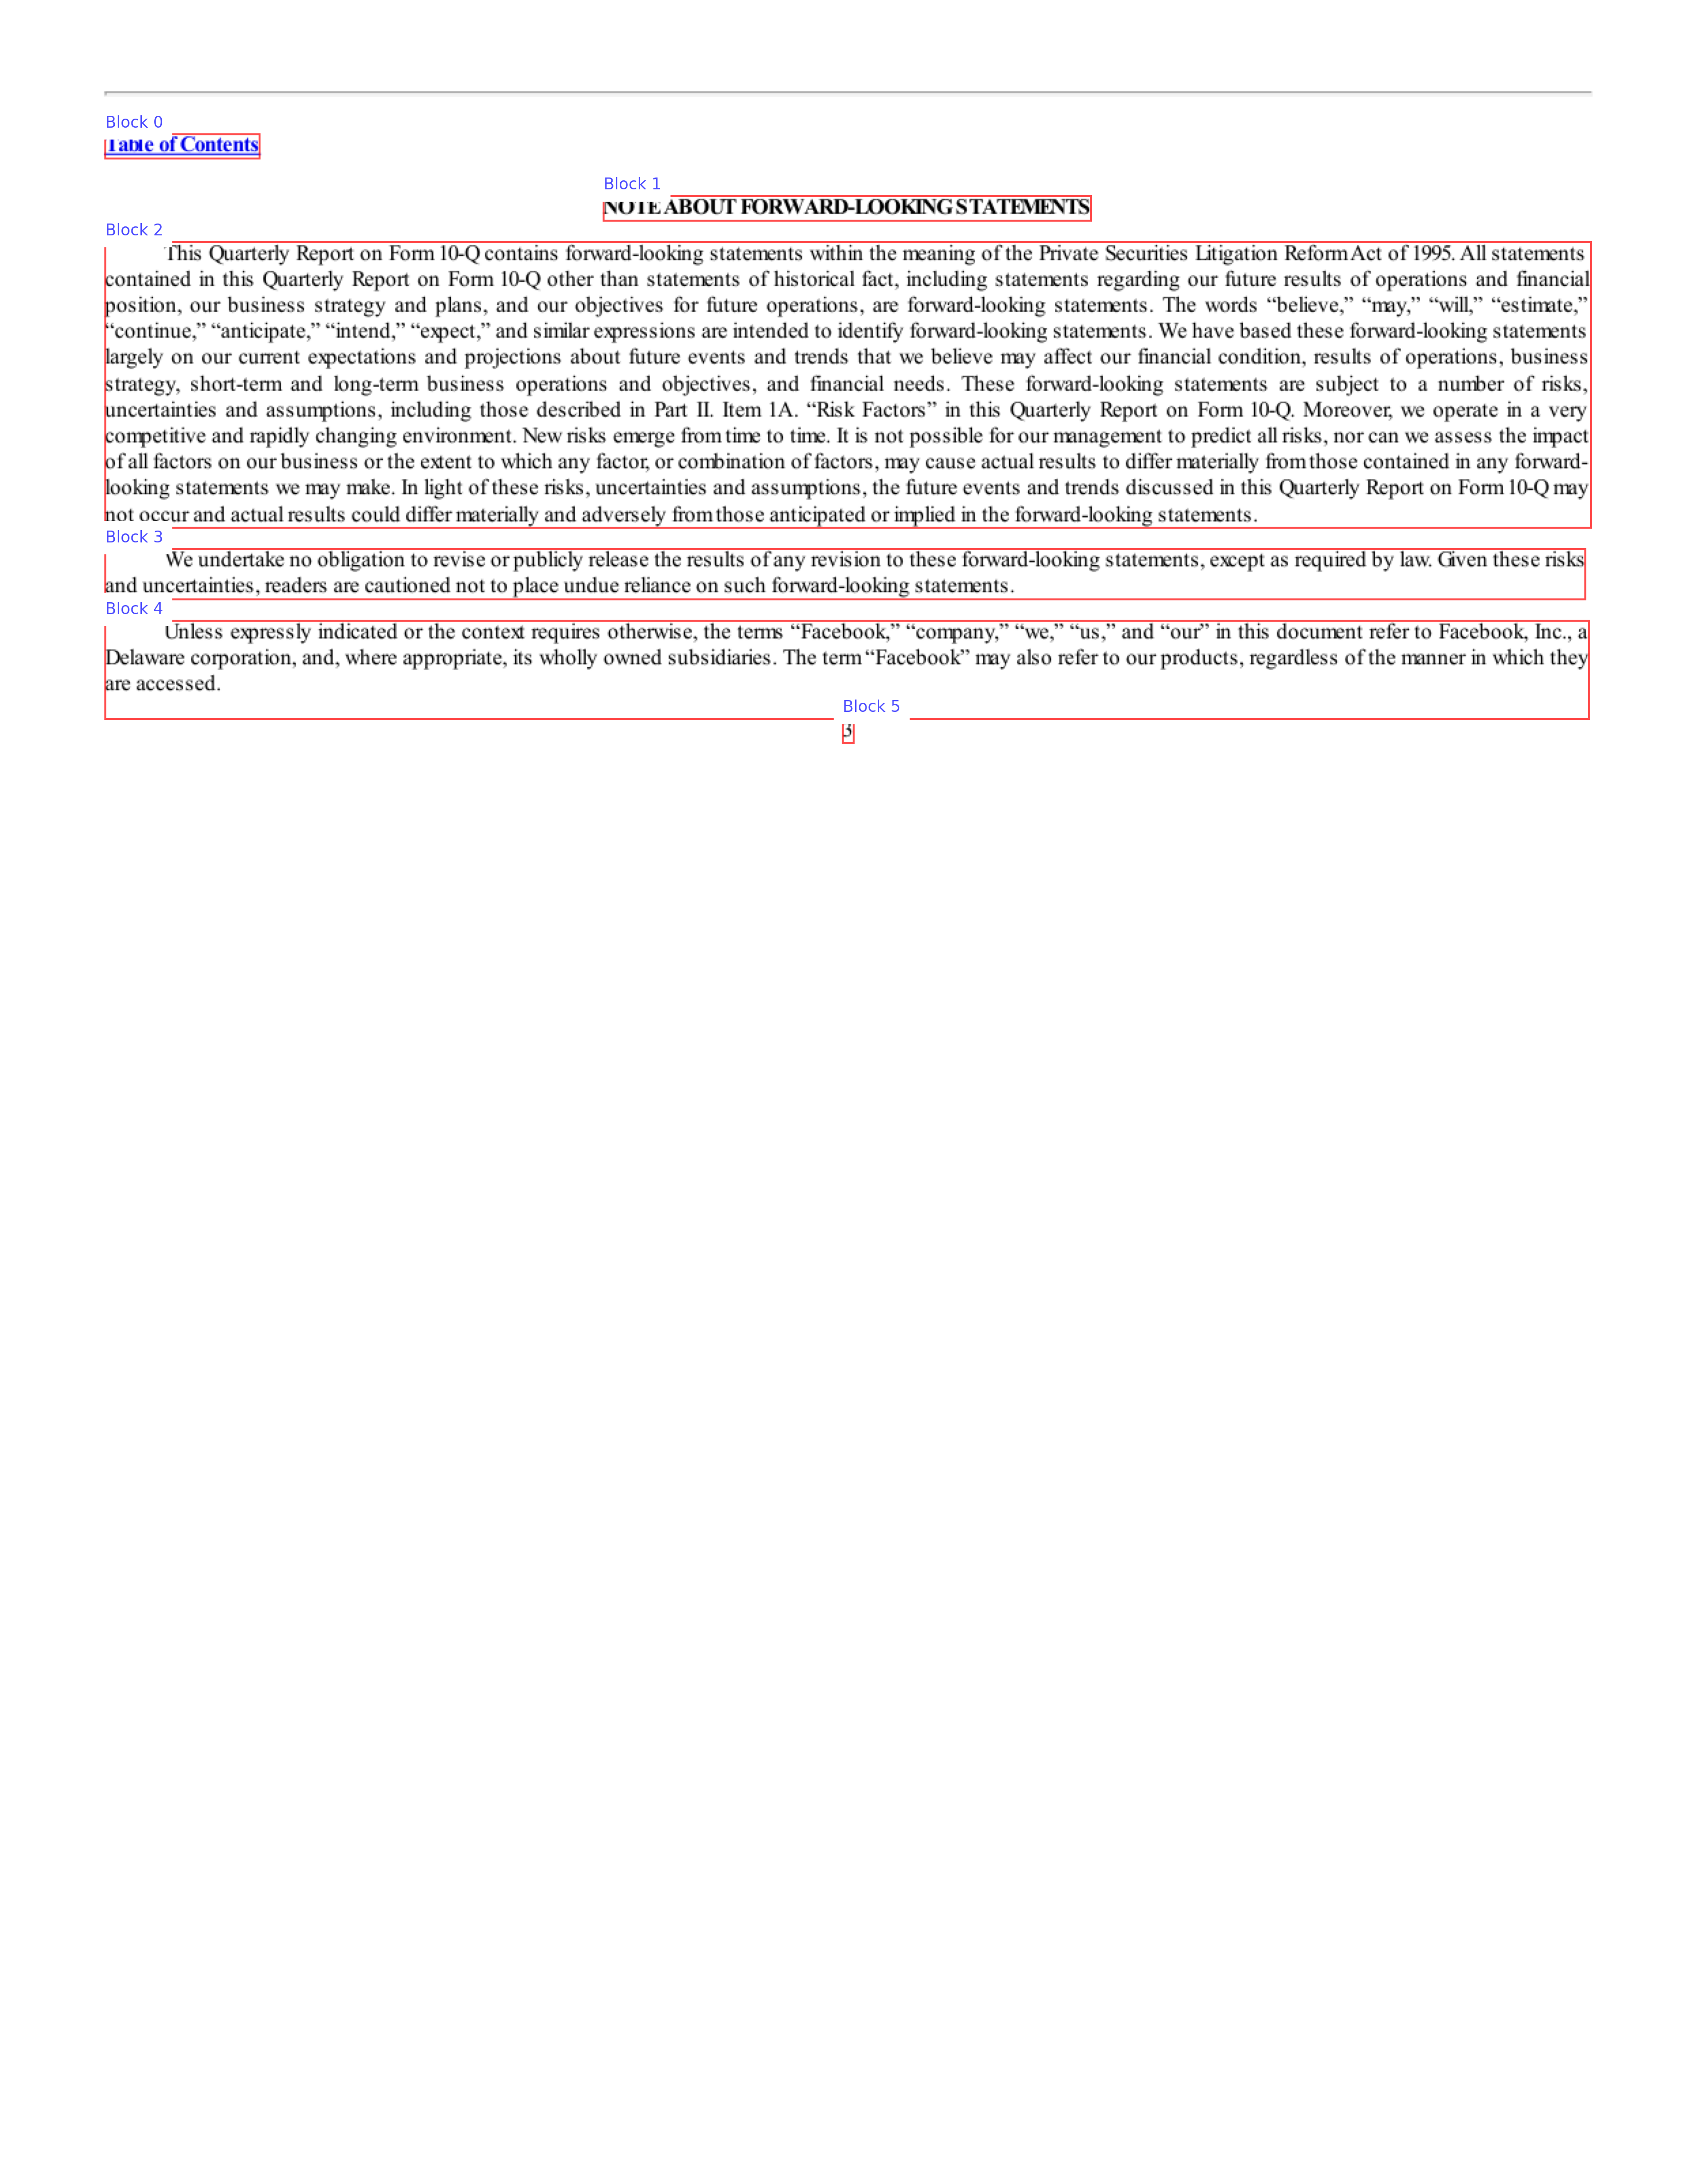 Block 0
Table of Contents
Block 1
NOTE ABOUT FORWARD-LOOKING STATEMENTS
Block 2
This Quarterly Report on Form 10-Q contains forward-looking statements within the meaning of the Private Securities Litigation Reform Act of 1995. All statements
contained in this Quarterly Report on Form 10-Q other than statements of historical fact, including statements regarding our future results of operations and financial
position, our business strategy and plans, and our objectives for future operations, are forward-looking statements. The words “believe,” “may,” “will,” “estimate,”
“continue,” “anticipate,” “intend,” “expect,” and similar expressions are intended to identify forward-looking statements. We have based these forward-looking statements
largely on our current expectations and projections about future events and trends that we believe may affect our financial condition, results of operations, business
strategy, short-term and long-term business operations and objectives, and financial needs. These forward-looking statements are subject to a number of risks,
uncertainties and assumptions, including those described in Part II. Item 1A. “Risk Factors” in this Quarterly Report on Form 10-Q. Moreover, we operate in a very
competitive and rapidly changing environment. New risks emerge from time to time. It is not possible for our management to predict all risks, nor can we assess the impact
of all factors on our business or the extent to which any factor, or combination of factors, may cause actual results to differ materially from those contained in any forward-
looking statements we may make. In light of these risks, uncertainties and assumptions, the future events and trends discussed in this Quarterly Report on Form 10-Q may
not occur and actual results could differ materially and adversely from those anticipated or implied in the forward-looking statements.
Block 3
We undertake no obligation to revise or publicly release the results of any revision to these forward-looking statements, except as required by law. Given these risks
and uncertainties, readers are cautioned not to place undue reliance on such forward-looking statements.
Block 4
Unless expressly indicated or the context requires otherwise, the terms “Facebook,” “company,” “we,” “us,” and “our” in this document refer to Facebook, Inc., a
Delaware corporation, and, where appropriate, its wholly owned subsidiaries. The term “Facebook” may also refer to our products, regardless of the manner in which they
are accessed.
Block 5
3